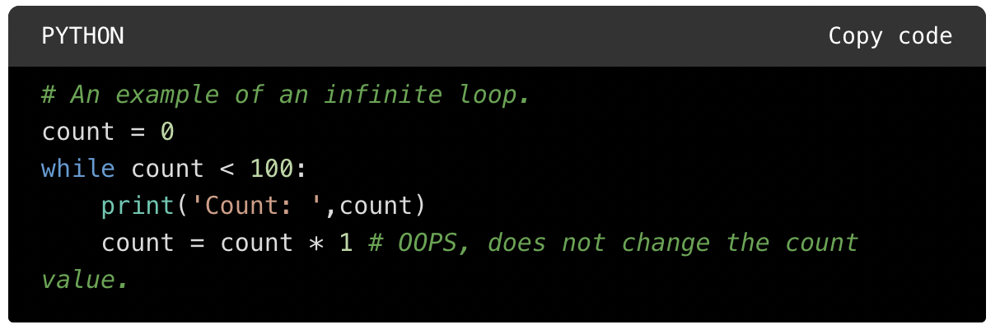 PYTHON
Copy code
# An example of an infinite loop.
count = 0
while count < 100:
    print('Count: ',count)
    count = count * 1 # OOPS, does not change the count
value.